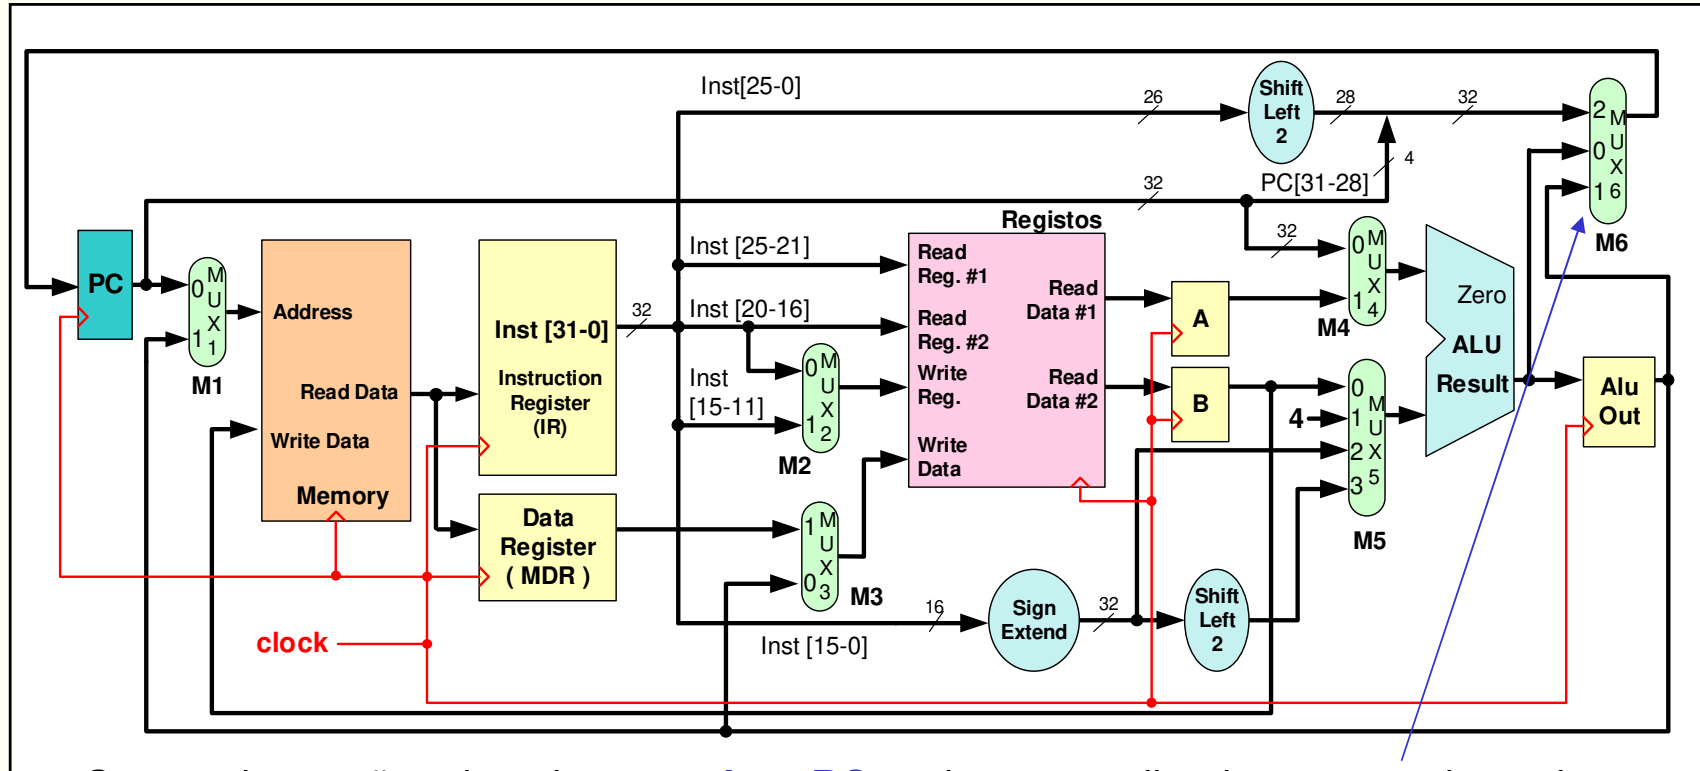 Inst[25-0]
26
Shift
Left
2
28
32
2
0
1
M
U
X
6
M6
4
PC[31-28]
32
Registos
32
0
1
M
U
X
4
M4
PC
0
1
M
U
X
1
M1
Address
Read Data
Write Data
Memory
Inst [31-0]
Instruction
Register
(IR)
32
Inst [25-21]
Inst [20-16]
Inst
[15-11]
0
1
M
U
X
2
M2
Read
Reg. #1
Read
Reg. #2
Write
Reg.
Write
Data
Read
Data #1
Read
Data #2
A
B
4
0
1
2
3
M
U
X
5
M5
Zero
ALU
Result
Alu
Out
Data
Register
( MDR )
1
0
M
U
X
3
M3
16
Inst [15-0]
Sign
Extend
32
Shift
Left
2
clock